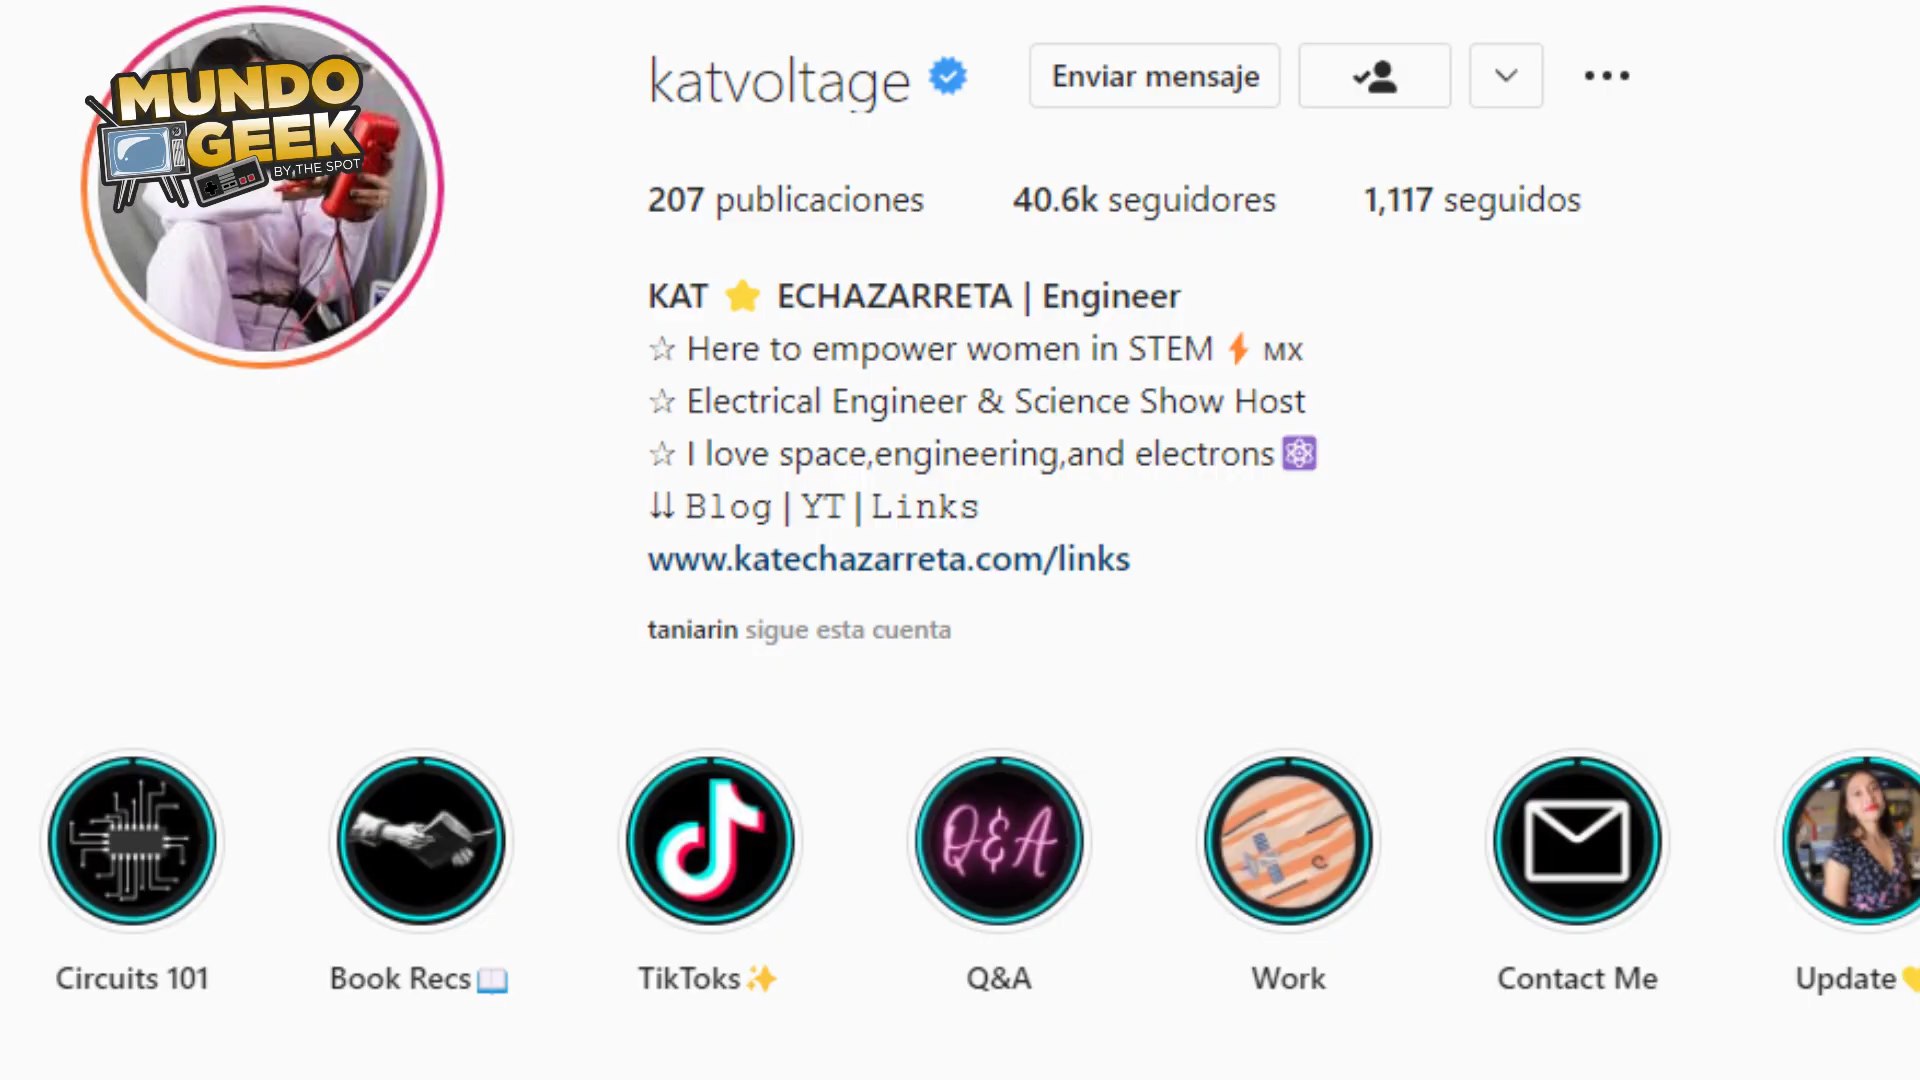 MUNDO
GEEK
BY THE SPOT
katvoltage
Enviar mensaje
207 publicaciones
40.6k seguidores
1,117 seguidos
KAT ⭐ ECHAZARRETA | Engineer
☆ Here to empower women in STEM ⚡ MX
☆ Electrical Engineer & Science Show Host
☆ I love space,engineering,and electrons⚛️
⇊ Blog | YT | Links
www.katechazarreta.com/links
taniarin sigue esta cuenta
Q&A
Circuits 101
Book Recs📖
TikToks✨
Q&A
Work
Contact Me
Update💛